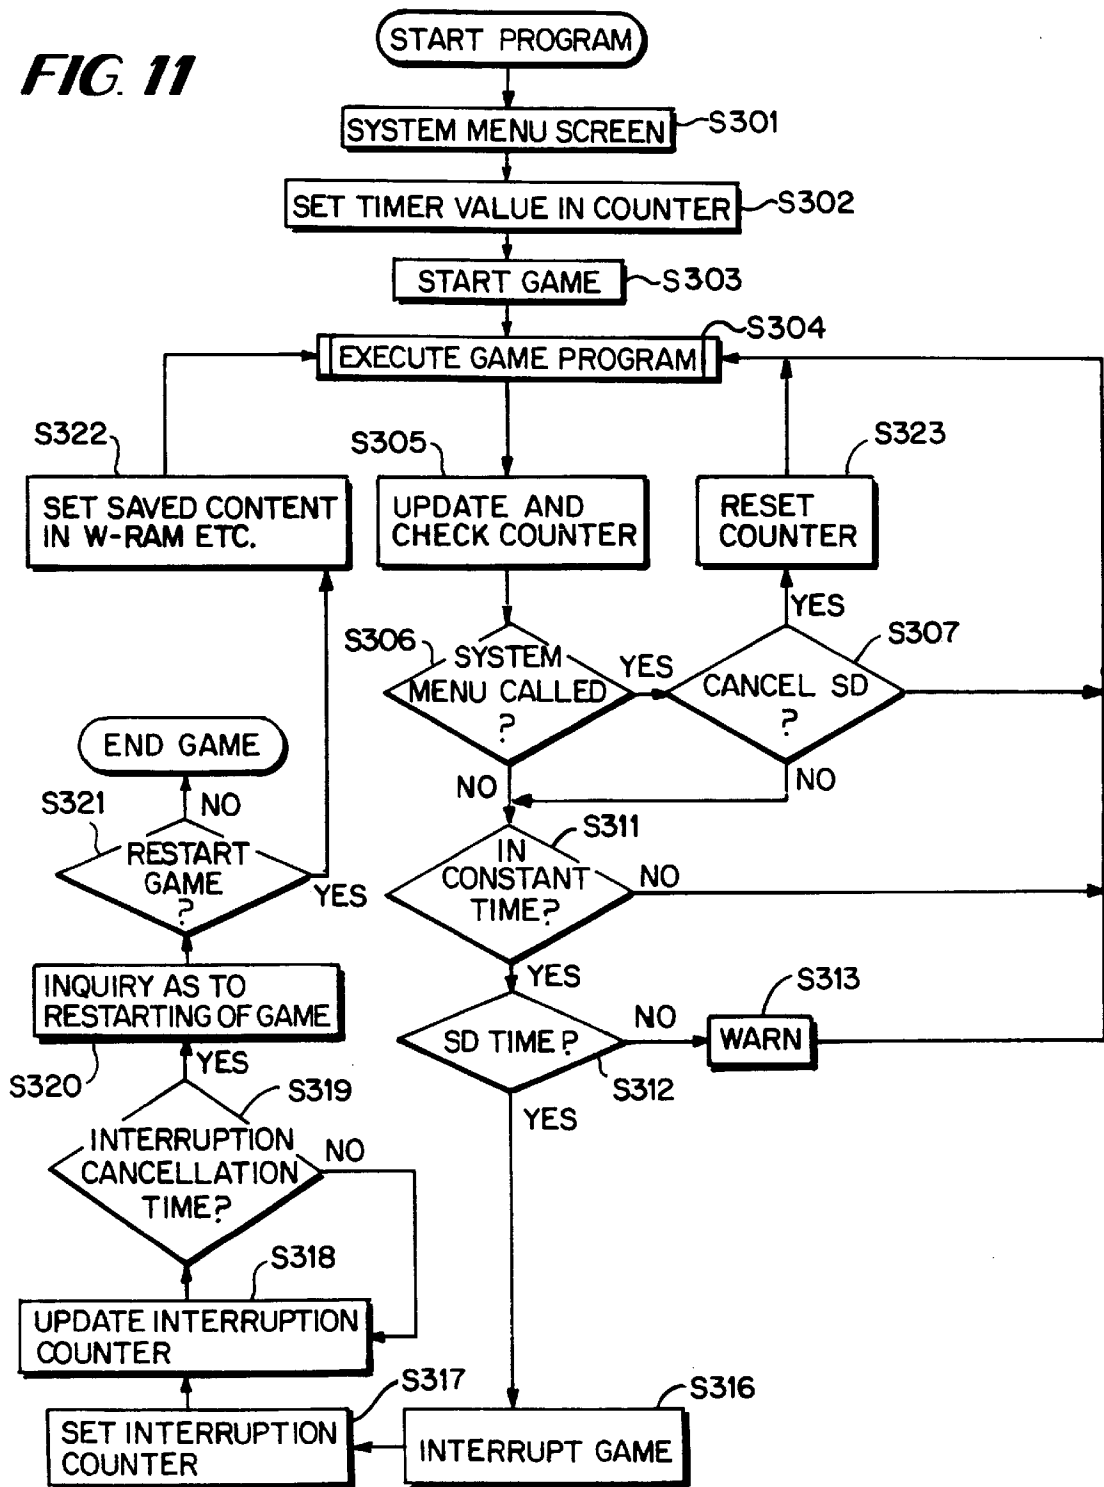 FIG. 11
START PROGRAM
SYSTEM MENU SCREEN
S301
SET TIMER VALUE IN COUNTER
S302
START GAME
S303
EXECUTE GAME PROGRAM
S304
S322
SET SAVED CONTENT
IN W-RAM ETC.
S305
UPDATE AND
CHECK COUNTER
S323
RESET
COUNTER
YES
S306
SYSTEM
MENU CALLED
?
YES
S307
CANCEL SD
?
NO
NO
END GAME
NO
S321
RESTART
GAME
?
YES
S311
IN
CONSTANT
TIME?
NO
YES
INQUIRY AS TO
RESTARTING OF GAME
S320
YES
SD TIME?
S312
NO
S313
WARN
YES
S319
INTERRUPTION
CANCELLATION
TIME?
NO
S318
UPDATE INTERRUPTION
COUNTER
S317
SET INTERRUPTION
COUNTER
S316
INTERRUPT GAME